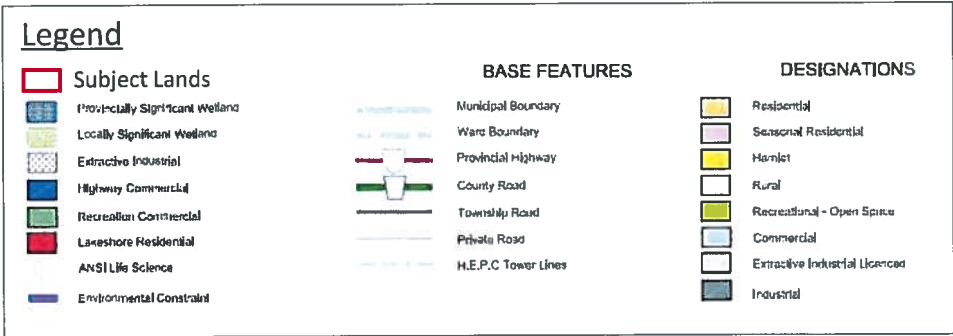 Legend
Subject Lands
Provincially Significant Wetland
Locally Significant Wetland
Extractive Industrial
Highway Commercial
Recreation Commercial
Lakeshore Residential
ANSI Life Science
Environmental Constraint
BASE FEATURES
Municipal Boundary
Ward Boundary
Provincial Highway
County Road
Township Road
Private Road
H.E.P.C Tower Lines
DESIGNATIONS
Residential
Seasonal Residential
Hamlet
Rural
Recreational - Open Space
Commercial
Extractive Industrial Licenced
Industrial